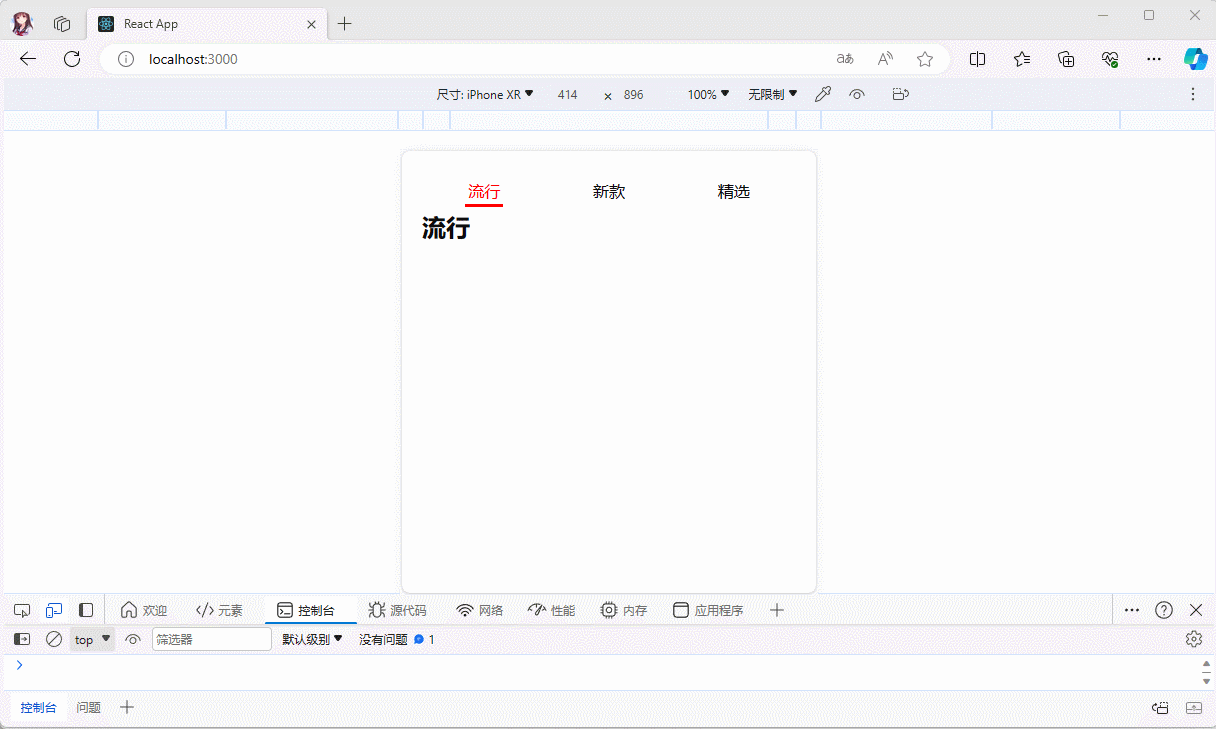 React App
localhost:3000
尺寸: iPhone XR 414 × 896 100% 无限制
流行 新款 精选
流行
欢迎 元素 控制台 源代码 网络 性能 内存 应用程序
top 筛选器 默认级别 没有问题 1
控制台 问题